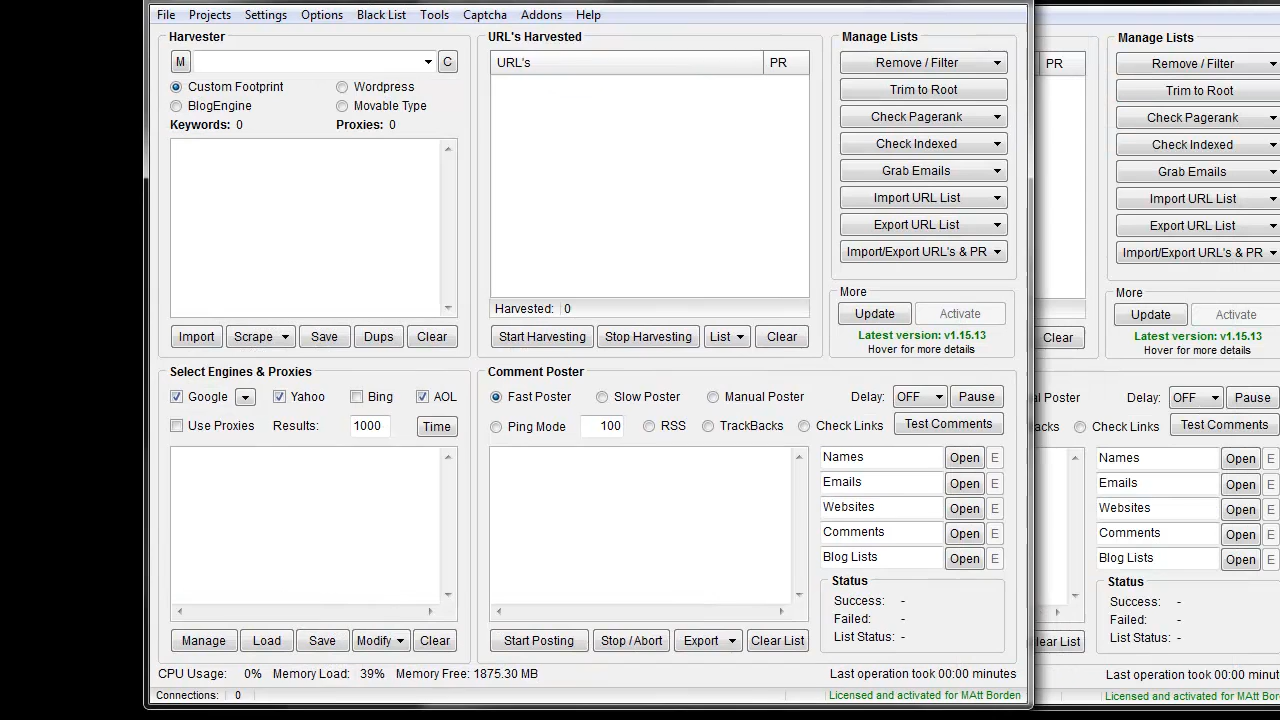 File Projects Settings Options Black List Tools Captcha Addons Help
Harvester
M C
Custom Footprint Wordpress
BlogEngine Movable Type
Keywords: 0 Proxies: 0
Import Scrape Save Dups Clear
URL's Harvested
URL's PR
Harvested: 0
Start Harvesting Stop Harvesting List Clear
Manage Lists
Remove / Filter
Trim to Root
Check Pagerank
Check Indexed
Grab Emails
Import URL List
Export URL List
Import/Export URL's & PR
More
Update Activate
Latest version: v1.15.13
Hover for more details
Select Engines & Proxies
Google Yahoo Bing AOL
Use Proxies Results: 1000 Time
Manage Load Save Modify Clear
Comment Poster
Fast Poster Slow Poster Manual Poster Delay: OFF Pause
Ping Mode 100 RSS TrackBacks Check Links Test Comments
Names Open E
Emails Open E
Websites Open E
Comments Open E
Blog Lists Open E
Status
Success: -
Failed: -
List Status: -
Start Posting Stop / Abort Export Clear List
CPU Usage: 0% Memory Load: 39% Memory Free: 1875.30 MB Last operation took 00:00 minutes
Connections: 0 Licensed and activated for MAtt Borden
PR
Clear
Manage Lists
Remove / Filter
Trim to Root
Check Pagerank
Check Indexed
Grab Emails
Import URL List
Export URL List
Import/Export URL's & PR
More
Update Activate
Latest version: v1.15.13
Hover for more details
al Poster Delay: OFF Pause
acks Check Links Test Comments
Names Open E
Emails Open E
Websites Open E
Comments Open E
Blog Lists Open E
Status
Success: -
Failed: -
List Status: -
lear List
Last operation took 00:00 minut
Licensed and activated for MAtt Bord